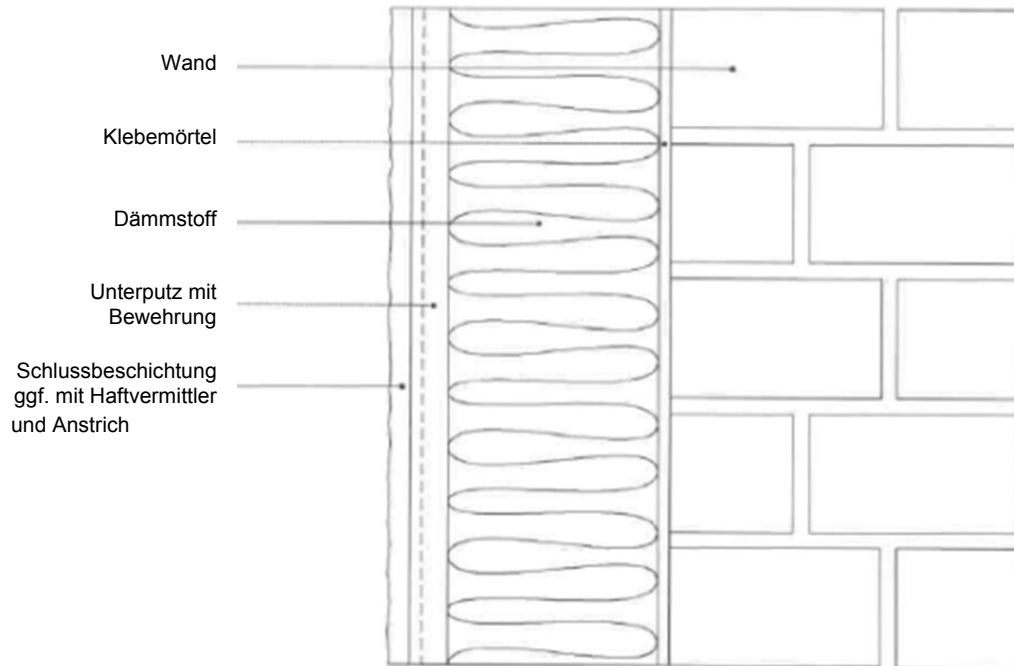 Wand
Klebemörtel
Dämmstoff
Unterputz mit
Bewehrung
Schlussbeschichtung
ggf. mit Haftvermittler
und Anstrich